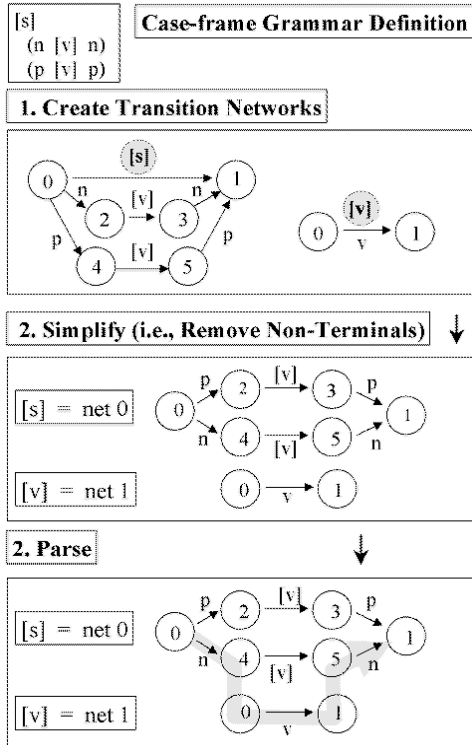 [s]
(n [v] n)
(p [v] p)
Case-frame Grammar Definition
1. Create Transition Networks
[s]
0
1
n
[v]
n
2
3
p
[v]
p
4
5
[v]
0
1
v
2. Simplify (i.e., Remove Non-Terminals)
[s] = net 0
0
p
2
[v]
3
p
1
n
4
[v]
5
n
[v] = net 1
0
v
1
2. Parse
[s] = net 0
0
p
2
[v]
3
p
1
n
4
[v]
5
n
[v] = net 1
0
v
1